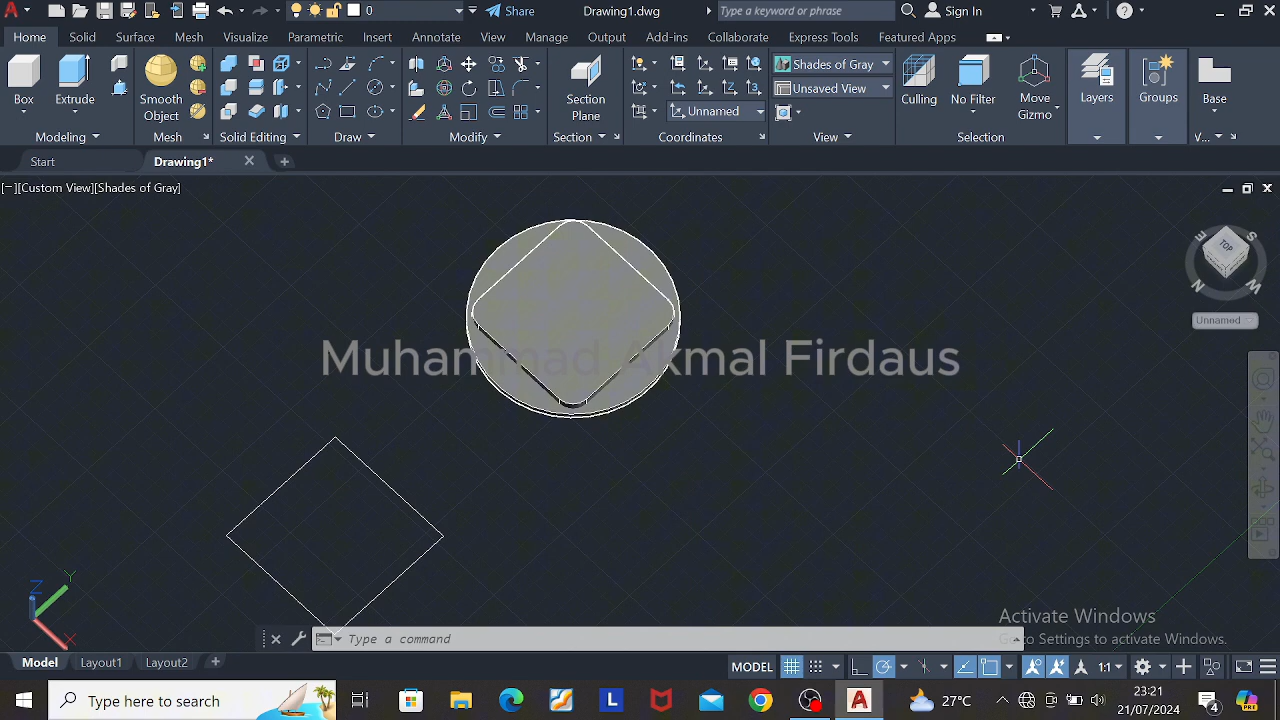 Share
Drawing1.dwg
Type a keyword or phrase
Sign In
0
Home
Solid
Surface
Mesh
Visualize
Parametric
Insert
Annotate
View
Manage
Output
Add-ins
Collaborate
Express Tools
Featured Apps
Box
Extrude
Smooth
Object
Section
Plane
Shades of Gray
Unsaved View
Unnamed
Culling
No Filter
Move
Gizmo
Layers
Groups
Base
Modeling
Mesh
Solid Editing
Draw
Modify
Section
Coordinates
View
Selection
V...
Start
Drawing1*
[−][Custom View][Shades of Gray]
E
S
TOP
N
W
Unnamed
Muhammad Akmal Firdaus
Z
Y
X
Activate Windows
Go to Settings to activate Windows.
Type a command
Model
Layout1
Layout2
MODEL
1:1
Type here to search
27°C
23:21
21/07/2024
4